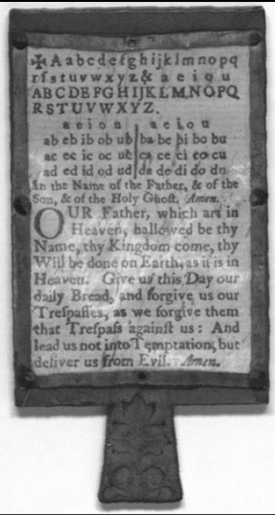 ✠Aabcdefghijklmnopq
rſstuvwxyz& a e i o u
ABCDEFGHIJKLMNOPQ
RSTUVWXYZ.
a e i o u a e i o u
ab eb ib ob ub ba be bi bo bu
ac ec ic oc uc ca ce ci co cu
ad ed id od ud da de di do du
In the Name of the Father, & of the
Son, & of the Holy Ghoſt, Amen.
OUR Father, which art in
Heaven, hallowed be thy
Name, thy Kingdom come, thy
Will be done on Earth, as it is in
Heaven. Give us this Day our
daily Bread, and forgive us our
Treſpaſſes, as we forgive them
that Treſpaſs againſt us: And
lead us not into Temptation, but
deliver us from Evil. Amen.